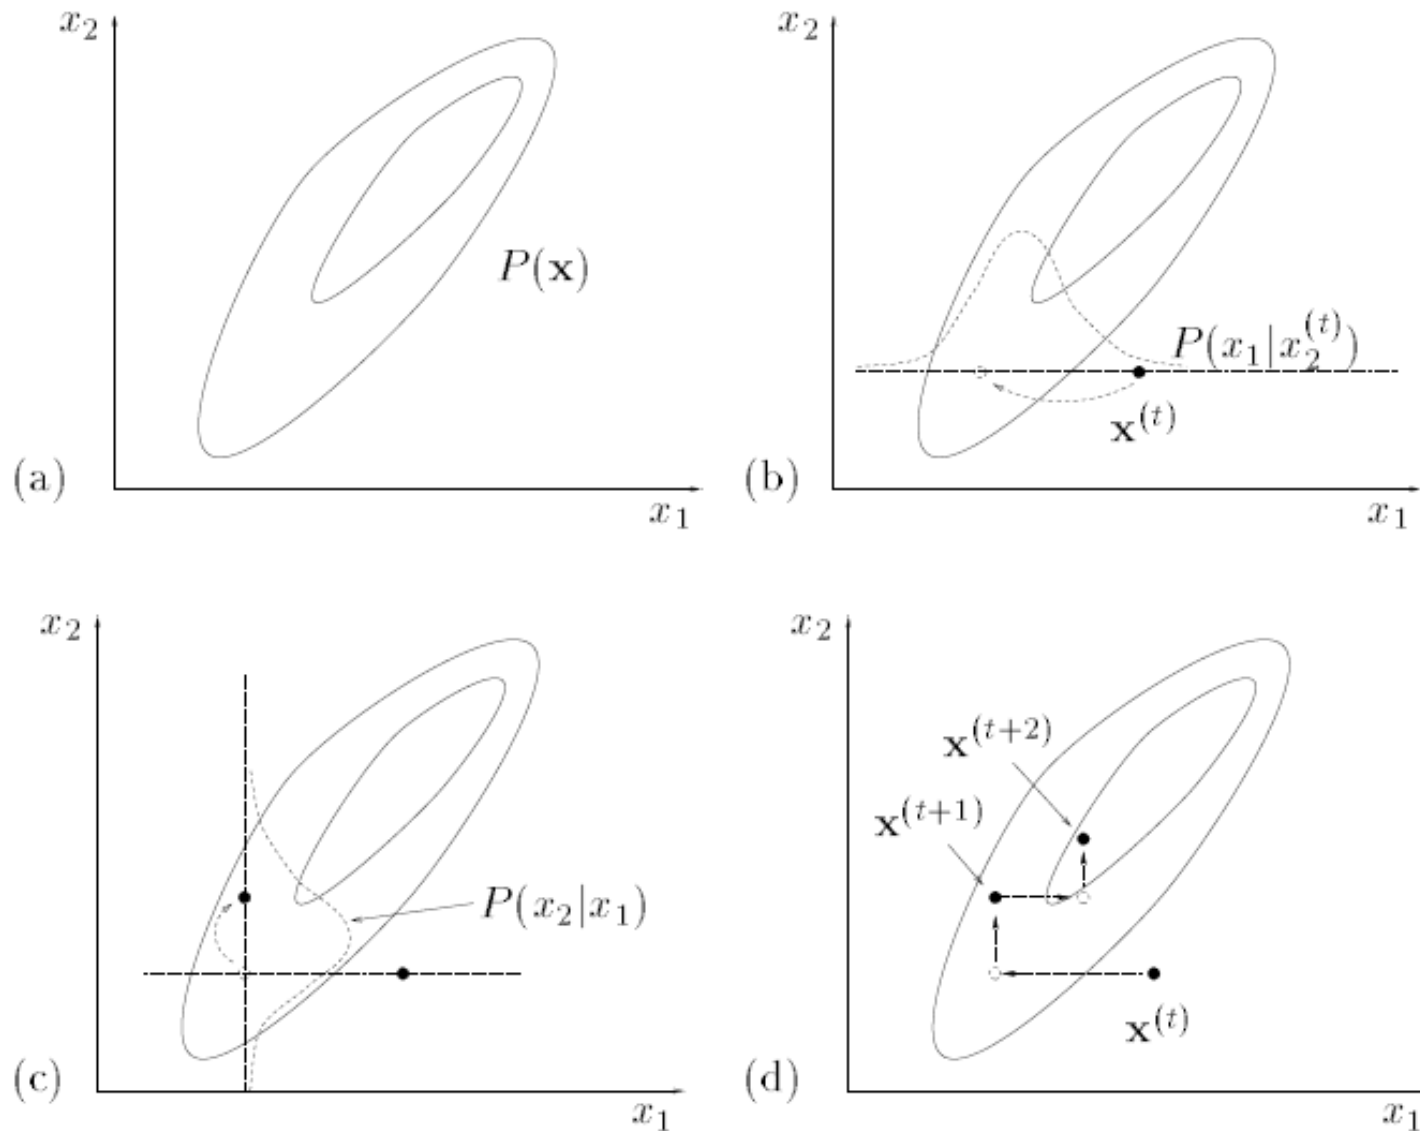 x₂
P(𝐱)
(a)
x₁
x₂
P(x₁|x₂⁽ᵗ⁾)
𝐱⁽ᵗ⁾
(b)
x₁
x₂
P(x₂|x₁)
(c)
x₁
x₂
𝐱⁽ᵗ⁺²⁾
𝐱⁽ᵗ⁺¹⁾
𝐱⁽ᵗ⁾
(d)
x₁